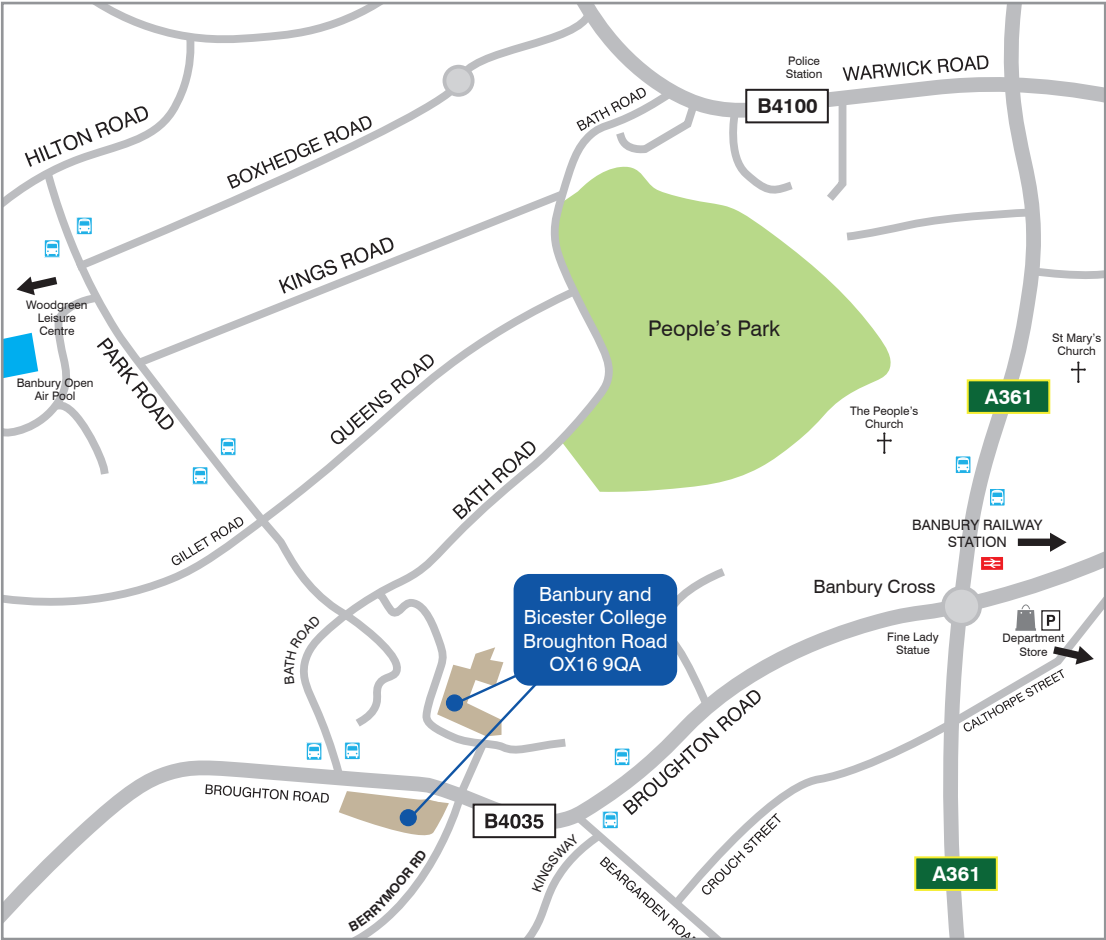 Police
Station
WARWICK ROAD
B4100
BATH ROAD
HILTON ROAD
BOXHEDGE ROAD
KINGS ROAD
Woodgreen
Leisure
Centre
Banbury Open
Air Pool
PARK ROAD
QUEENS ROAD
People's Park
St Mary's
Church
A361
The People's
Church
BATH ROAD
GILLET ROAD
BANBURY RAILWAY
STATION
Banbury and
Bicester College
Broughton Road
OX16 9QA
Banbury Cross
Fine Lady
Statue
P
Department
Store
BATH ROAD
CALTHORPE STREET
BROUGHTON ROAD
BROUGHTON ROAD
B4035
CROUCH STREET
KINGSWAY
BERRYMOOR RD
BEARGARDEN ROAD
A361